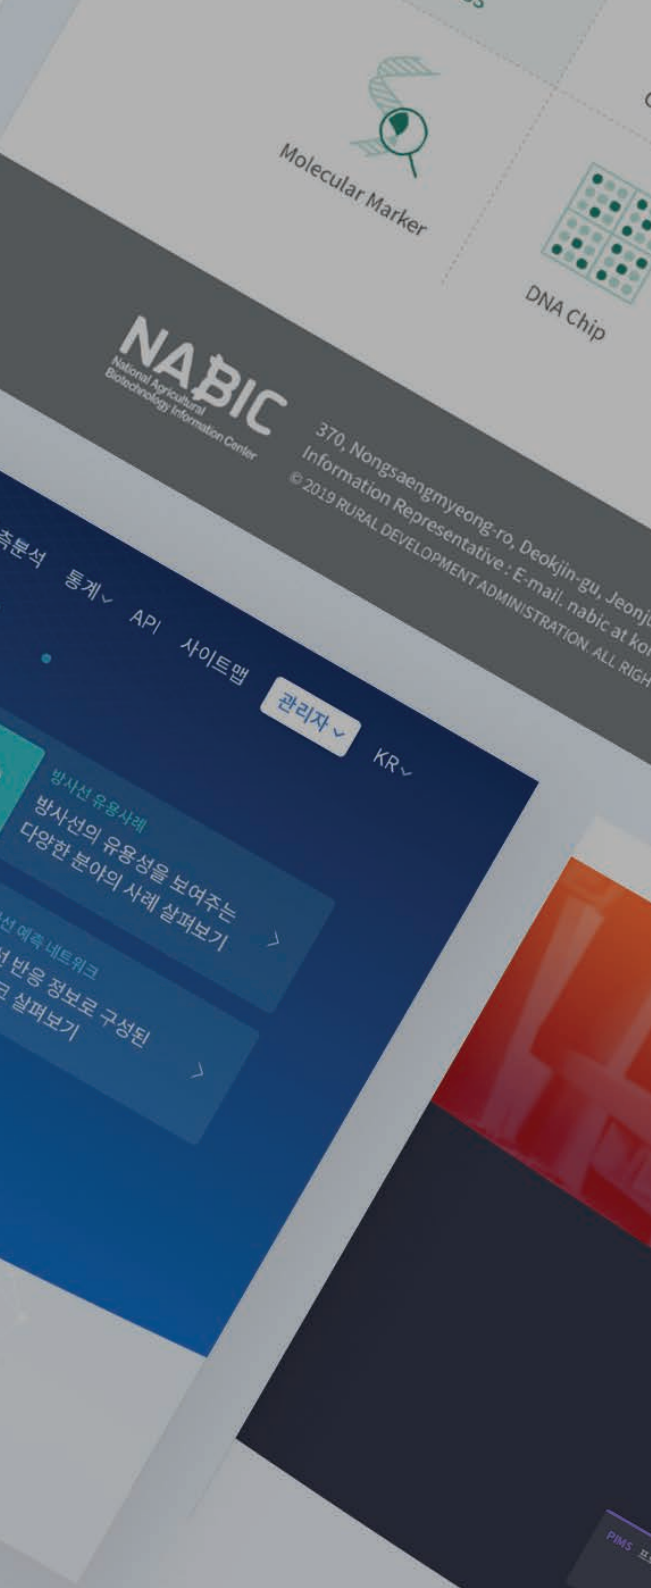 Molecular Marker
DNA Chip
NABIC
National Agricultural
Biotechnology Information Center
370, Nongsaengmyeong-ro, Deokjin-gu, Jeonju
Information Representative : E-mail. nabic at kor
© 2019 RURAL DEVELOPMENT ADMINISTRATION. ALL RIGH
측분석 통계 API 사이트맵 관리자 KR
방사선 유용사례
방사선의 유용성을 보여주는
다양한 분야의 사례 살펴보기
선 예측 네트워크
선 반응 정보로 구성된
크 살펴보기
PIMS